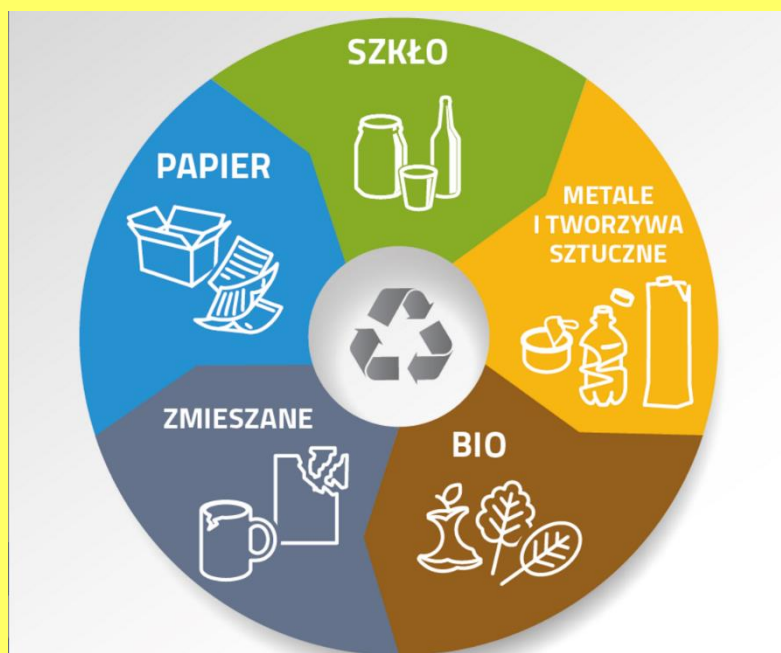 SZKŁO
PAPIER
METALE
I TWORZYWA
SZTUCZNE
ZMIESZANE
BIO